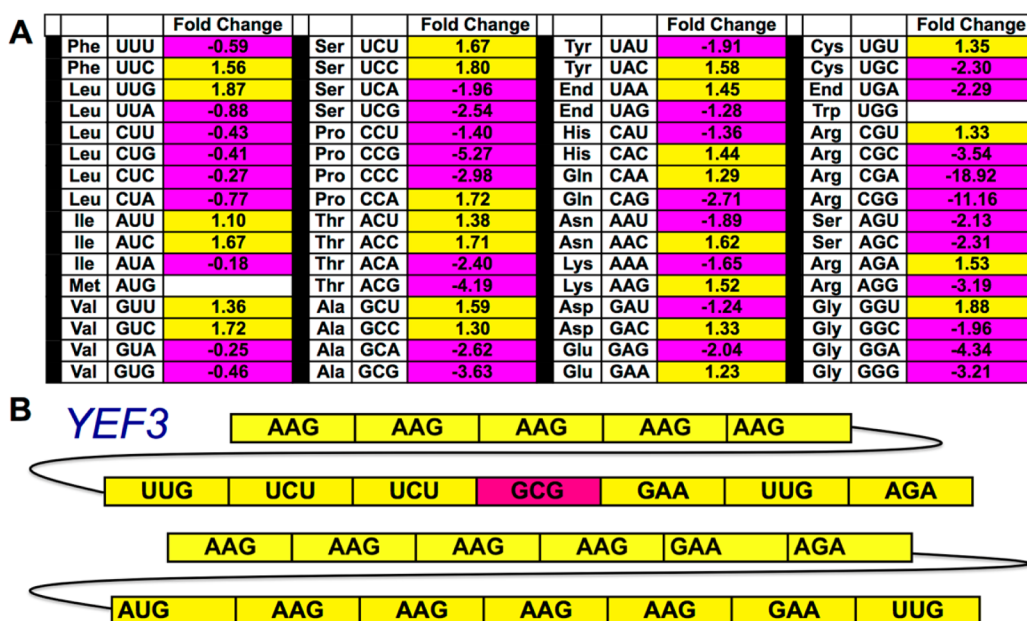 A
Fold Change Fold Change Fold Change Fold Change
Phe UUU -0.59 Ser UCU 1.67 Tyr UAU -1.91 Cys UGU 1.35
Phe UUC 1.56 Ser UCC 1.80 Tyr UAC 1.58 Cys UGC -2.30
Leu UUG 1.87 Ser UCA -1.96 End UAA 1.45 End UGA -2.29
Leu UUA -0.88 Ser UCG -2.54 End UAG -1.28 Trp UGG
Leu CUU -0.43 Pro CCU -1.40 His CAU -1.36 Arg CGU 1.33
Leu CUG -0.41 Pro CCG -5.27 His CAC 1.44 Arg CGC -3.54
Leu CUC -0.27 Pro CCC -2.98 Gln CAA 1.29 Arg CGA -18.92
Leu CUA -0.77 Pro CCA 1.72 Gln CAG -2.71 Arg CGG -11.16
Ile AUU 1.10 Thr ACU 1.38 Asn AAU -1.89 Ser AGU -2.13
Ile AUC 1.67 Thr ACC 1.71 Asn AAC 1.62 Ser AGC -2.31
Ile AUA -0.18 Thr ACA -2.40 Lys AAA -1.65 Arg AGA 1.53
Met AUG Thr ACG -4.19 Lys AAG 1.52 Arg AGG -3.19
Val GUU 1.36 Ala GCU 1.59 Asp GAU -1.24 Gly GGU 1.88
Val GUC 1.72 Ala GCC 1.30 Asp GAC 1.33 Gly GGC -1.96
Val GUA -0.25 Ala GCA -2.62 Glu GAG -2.04 Gly GGA -4.34
Val GUG -0.46 Ala GCG -3.63 Glu GAA 1.23 Gly GGG -3.21
B
YEF3
AAG AAG AAG AAG AAG
UUG UCU UCU GCG GAA UUG AGA
AAG AAG AAG AAG GAA AGA
AUG AAG AAG AAG AAG GAA UUG